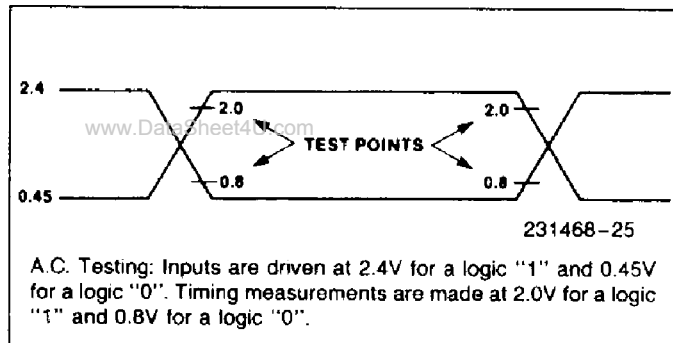 2.4
2.0
2.0
www.DataSheet4U.com
TEST POINTS
0.8
0.8
0.45
231468-25
A.C. Testing: Inputs are driven at 2.4V for a logic "1" and 0.45V
for a logic "0". Timing measurements are made at 2.0V for a logic
"1" and 0.8V for a logic "0".